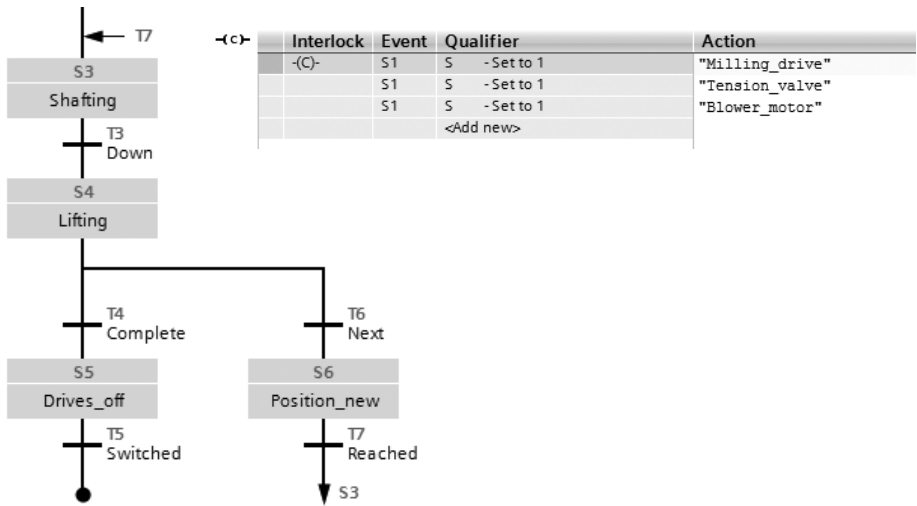 T7
S3
Shafting
T3
Down
S4
Lifting
T4
Complete
T6
Next
S5
Drives_off
S6
Position_new
T5
Switched
T7
Reached
S3
-(C)- Interlock Event Qualifier Action
-(C)- S1 S - Set to 1 "Milling_drive"
S1 S - Set to 1 "Tension_valve"
S1 S - Set to 1 "Blower_motor"
<Add new>